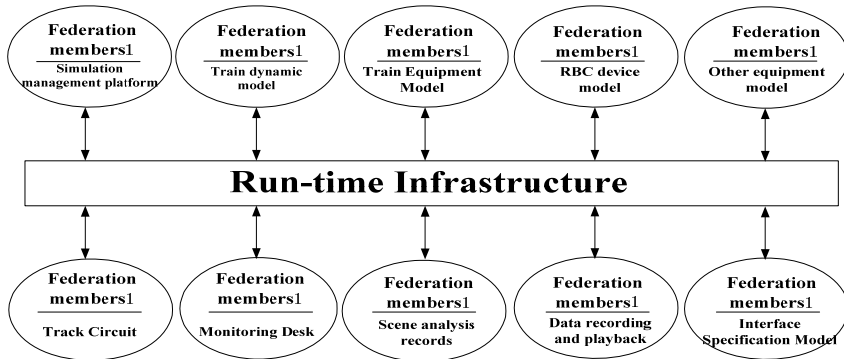 Federation
members1
Simulation
management platform
Federation
members1
Train dynamic
model
Federation
members1
Train Equipment
Model
Federation
members1
RBC device
model
Federation
members1
Other equipment
model
Run-time Infrastructure
Federation
members1
Track Circuit
Federation
members1
Monitoring Desk
Federation
members1
Scene analysis
records
Federation
members1
Data recording
and playback
Federation
members1
Interface
Specification Model